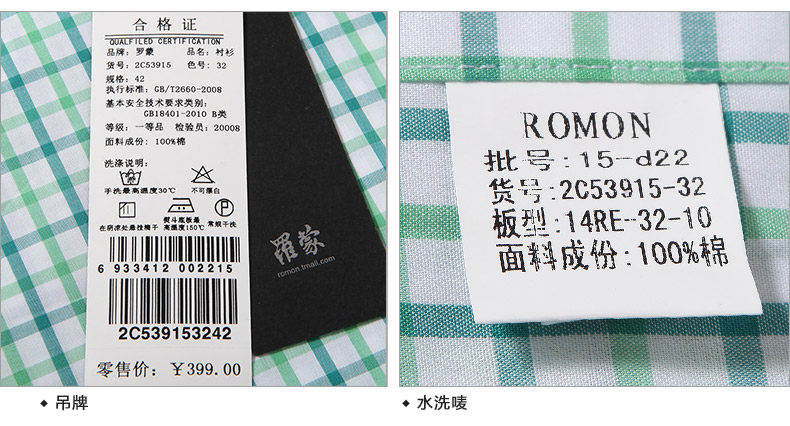 合格证
QUALFILED CERTIFICATION
品牌：罗蒙 品名：衬衫
货号：2C53915 色号：32
规格：42
执行标准：GB/T2660-2008
基本安全技术要求类别：
GB18401-2010 B类
等级：一等品 检验员：20008
面料成份：100%棉
洗涤说明：
手洗最高温度30℃ 不可漂白
在阴凉处悬挂晾干 熨斗底板最高温度150℃ 常规干洗
6 933412 002215
2C539153242
零售价：￥399.00
羅蒙
romon.tmall.com
ROMON
批号:15-d22
货号:2C53915-32
板型:14RE-32-10
面料成份:100%棉
◆ 吊牌
◆ 水洗唛